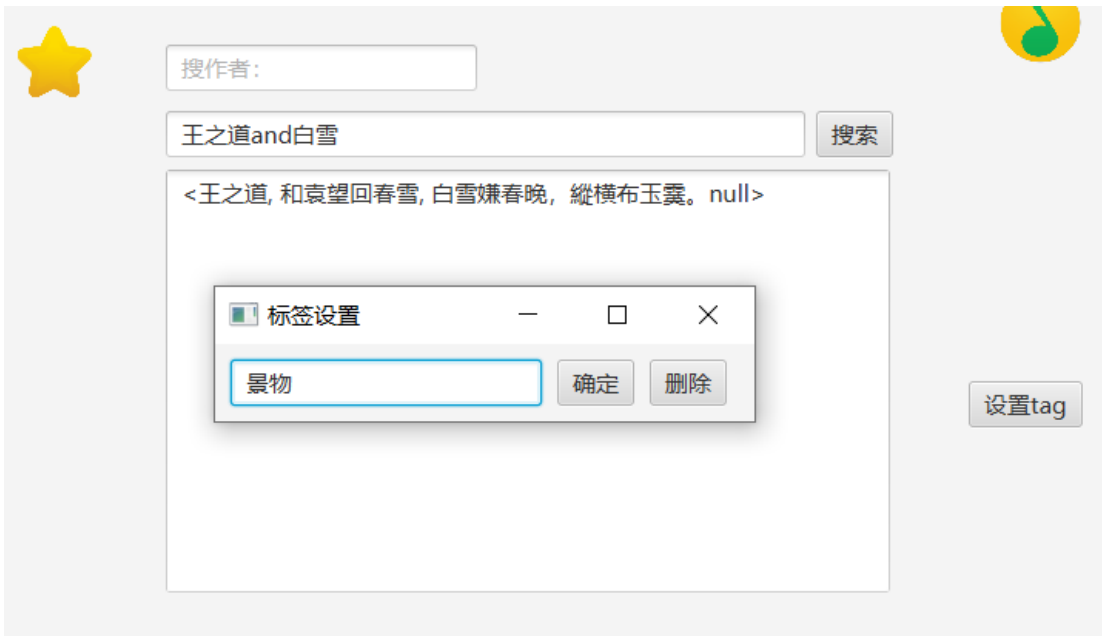 搜作者:
王之道and白雪
搜索
<王之道, 和袁望回春雪, 白雪嫌春晚，縱横布玉霙。null>
标签设置
景物
确定
删除
设置tag